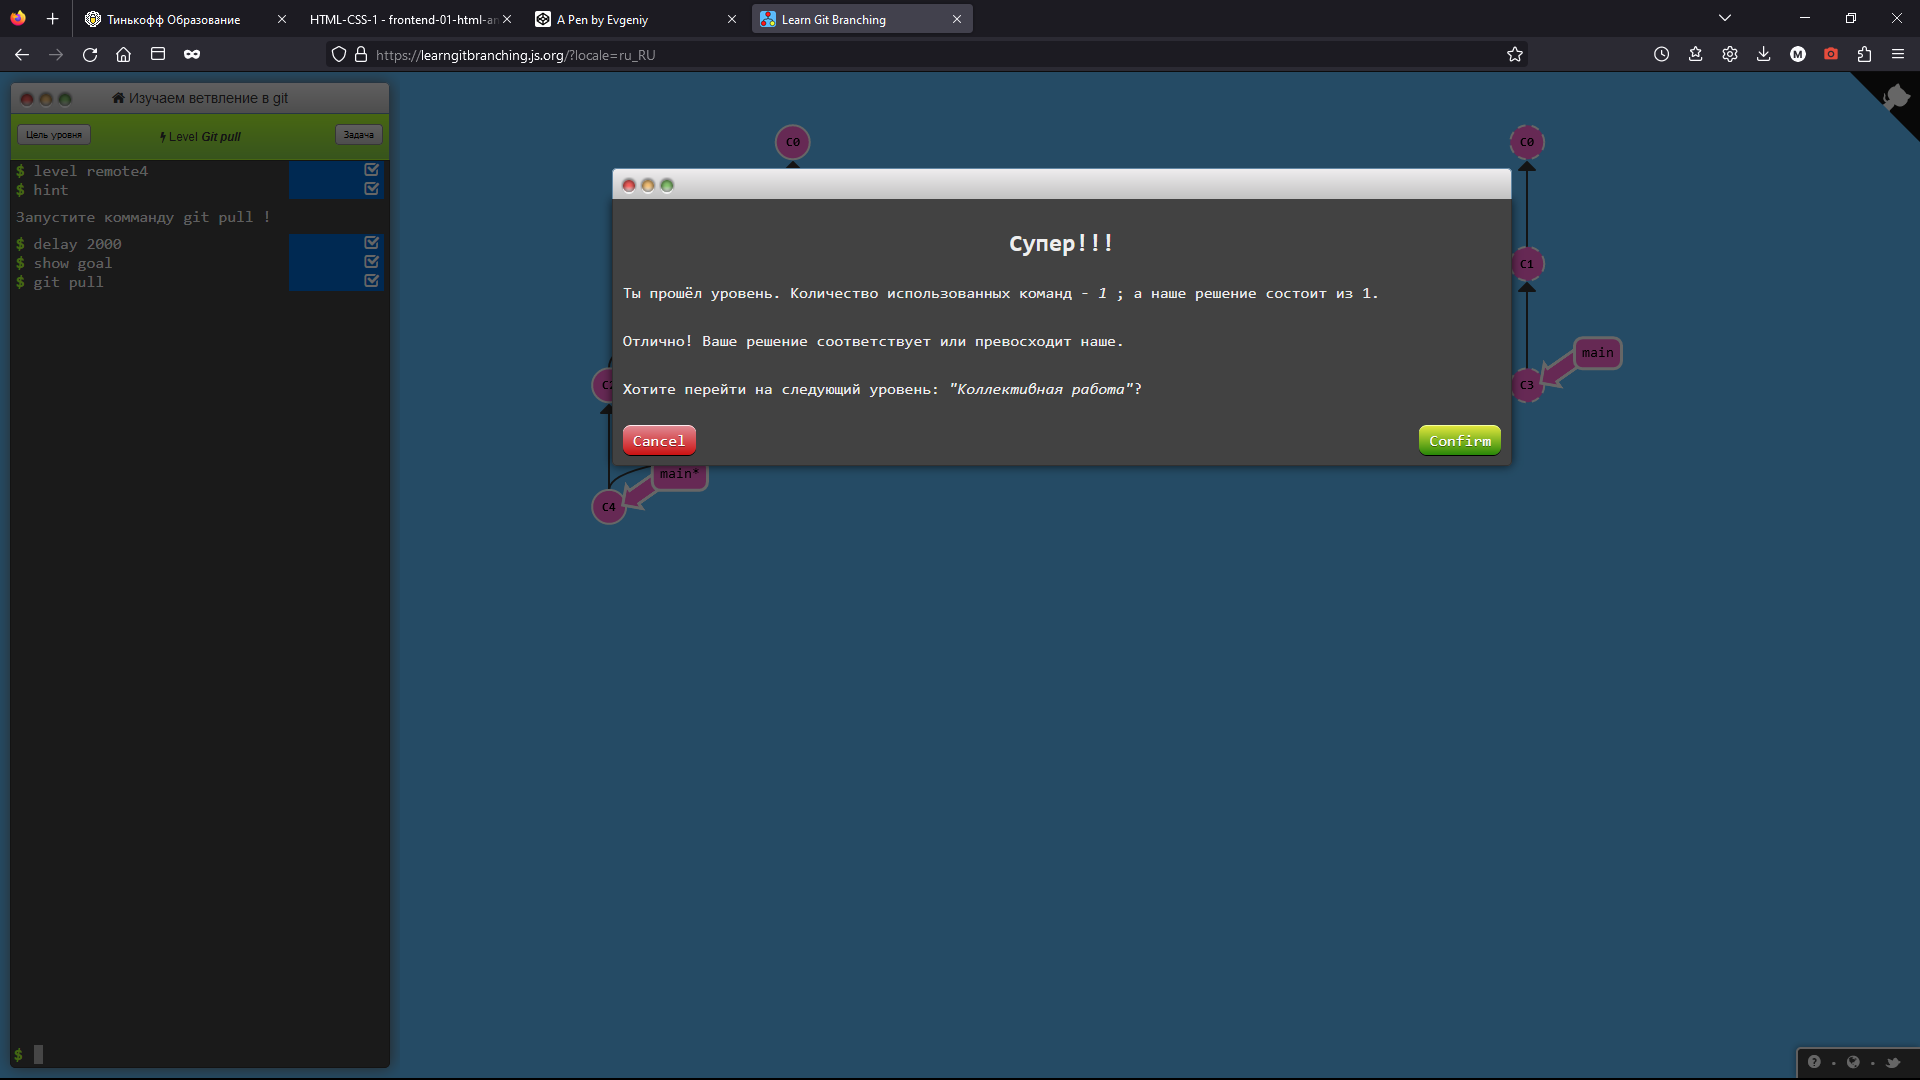 Тинькофф Образование
HTML-CSS-1 - frontend-01-html-an
A Pen by Evgeniy
Learn Git Branching
https://learngitbranching.js.org/?locale=ru_RU
M
Изучаем ветвление в git
Цель уровня
Level Git pull
Задача
$ level remote4
$ hint
Запустите комманду git pull !
$ delay 2000
$ show goal
$ git pull
$
C0
C0
C1
main
C3
main*
C4
Супер!!!
Ты прошёл уровень. Количество использованных команд - 1 ; а наше решение состоит из 1.
Отлично! Ваше решение соответствует или превосходит наше.
Хотите перейти на следующий уровень: "Коллективная работа"?
Cancel
Confirm